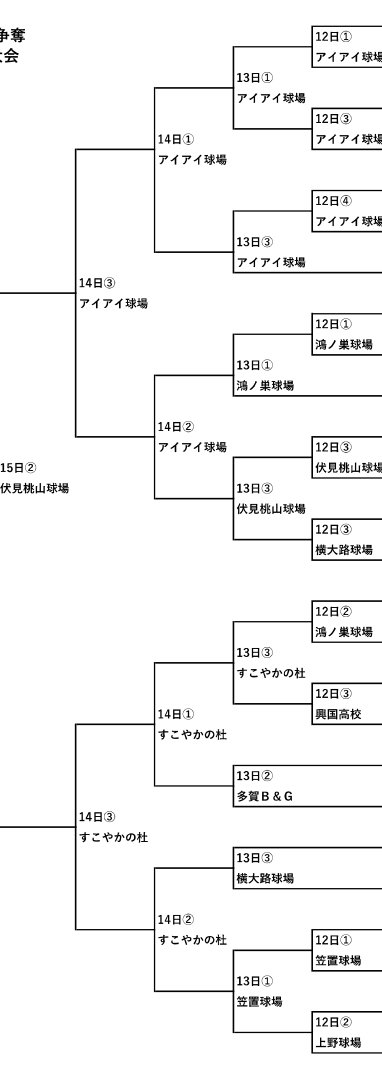 争奪
大会
12日①
アイアイ球場
13日①
アイアイ球場
12日③
アイアイ球場
14日①
アイアイ球場
12日④
アイアイ球場
13日③
アイアイ球場
14日③
アイアイ球場
12日①
鴻ノ巣球場
13日①
鴻ノ巣球場
14日②
アイアイ球場
12日③
伏見桃山球場
15日②
伏見桃山球場
13日③
伏見桃山球場
12日③
横大路球場
12日②
鴻ノ巣球場
13日③
すこやかの杜
12日③
興国高校
14日①
すこやかの杜
13日②
多賀B&G
14日③
すこやかの杜
13日③
横大路球場
14日②
すこやかの杜
12日①
笠置球場
13日①
笠置球場
12日②
上野球場